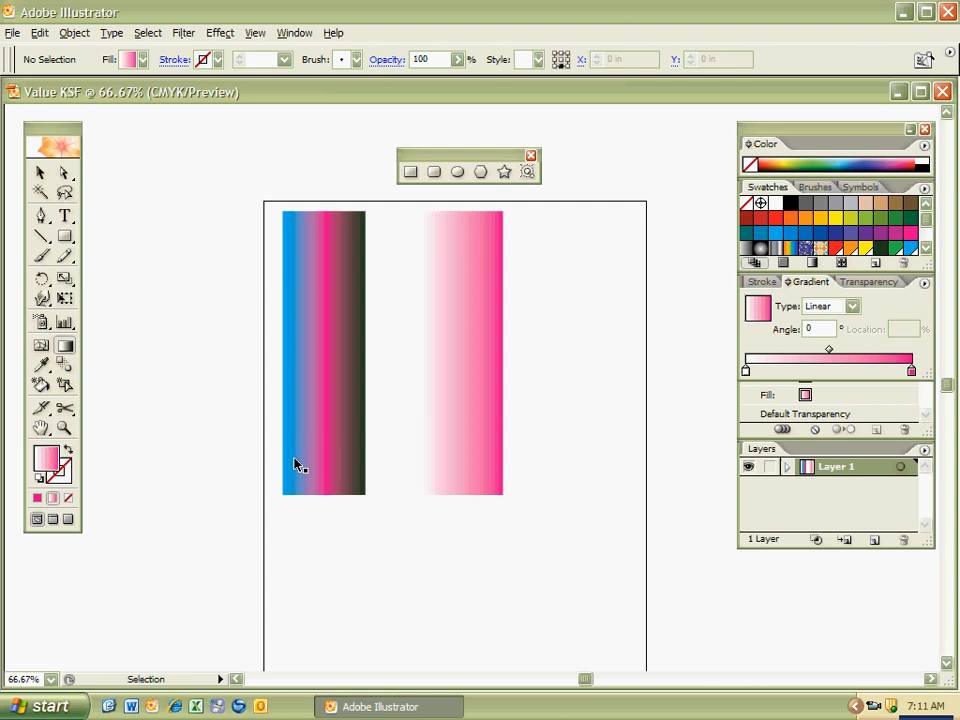 Adobe Illustrator
File Edit Object Type Select Filter Effect View Window Help
No Selection Fill: Stroke: Brush: Opacity: 100 % Style: X: 0 in Y: 0 in
Value KSF @ 66.67% (CMYK/Preview)
Color
Swatches Brushes Symbols
Stroke Gradient Transparency
Type: Linear
Angle: 0 ° Location: %
Fill:
Default Transparency
Layers
Layer 1
1 Layer
66.67% Selection
start Adobe Illustrator 7:11 AM